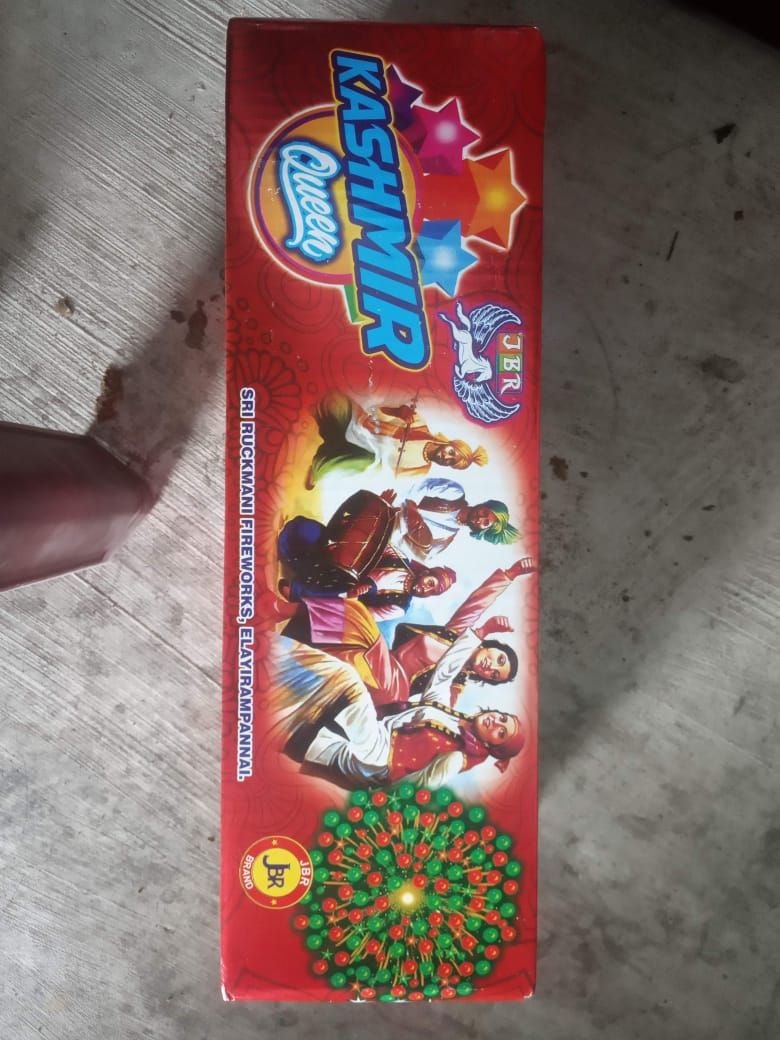 JBR
KASHMIR
Queen
SRI RUCKMANI FIREWORKS, ELAYIRAMPANNAI.
JBR
JBR
BRAND